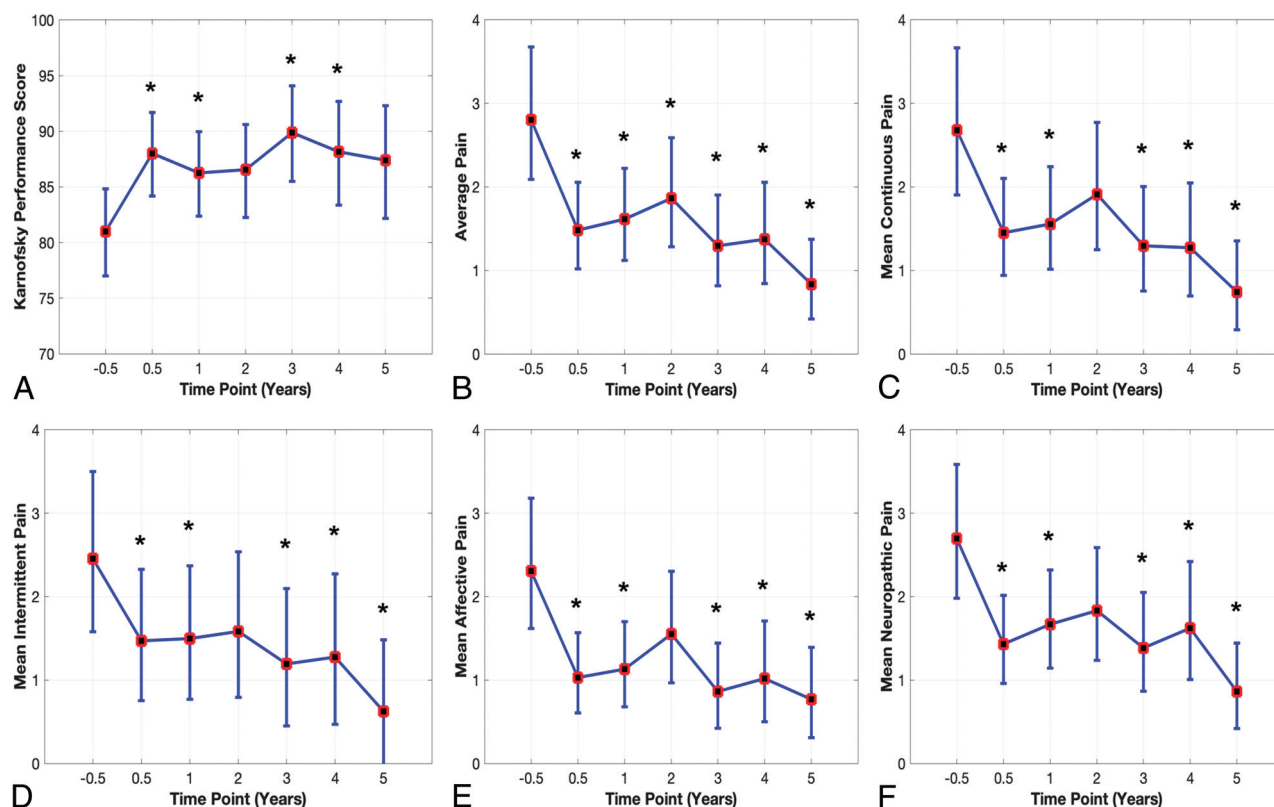 100
95
90
85
80
75
70
Karnofsky Performance Score
* * * *
-0.5 0.5 1 2 3 4 5
Time Point (Years)
A
4
3
2
1
0
Average Pain
* * * * * *
-0.5 0.5 1 2 3 4 5
Time Point (Years)
B
4
3
2
1
0
Mean Continuous Pain
* * * * *
-0.5 0.5 1 2 3 4 5
Time Point (Years)
C
4
3
2
1
0
Mean Intermittent Pain
* * * * *
-0.5 0.5 1 2 3 4 5
Time Point (Years)
D
4
3
2
1
0
Mean Affective Pain
* * * * *
-0.5 0.5 1 2 3 4 5
Time Point (Years)
E
4
3
2
1
0
Mean Neuropathic Pain
* * * * *
-0.5 0.5 1 2 3 4 5
Time Point (Years)
F